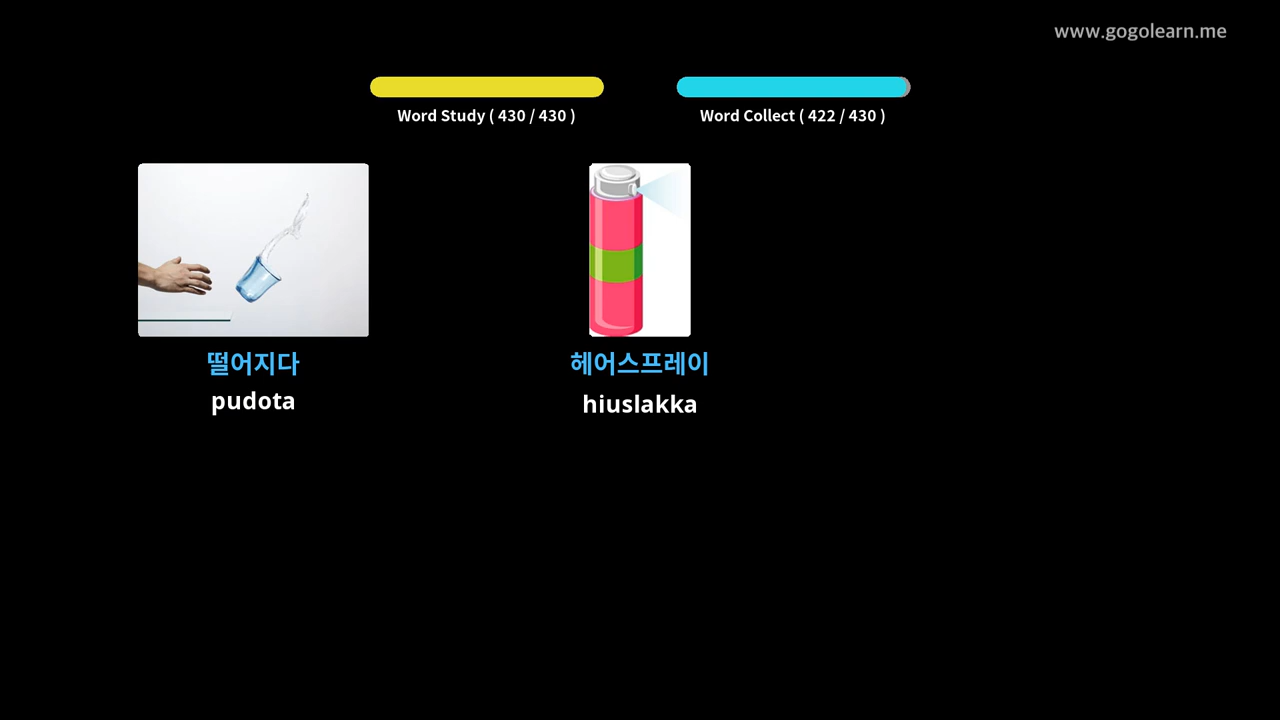 www.gogolearn.me
Word Study ( 430 / 430 )
Word Collect ( 422 / 430 )
떨어지다
pudota
헤어스프레이
hiuslakka